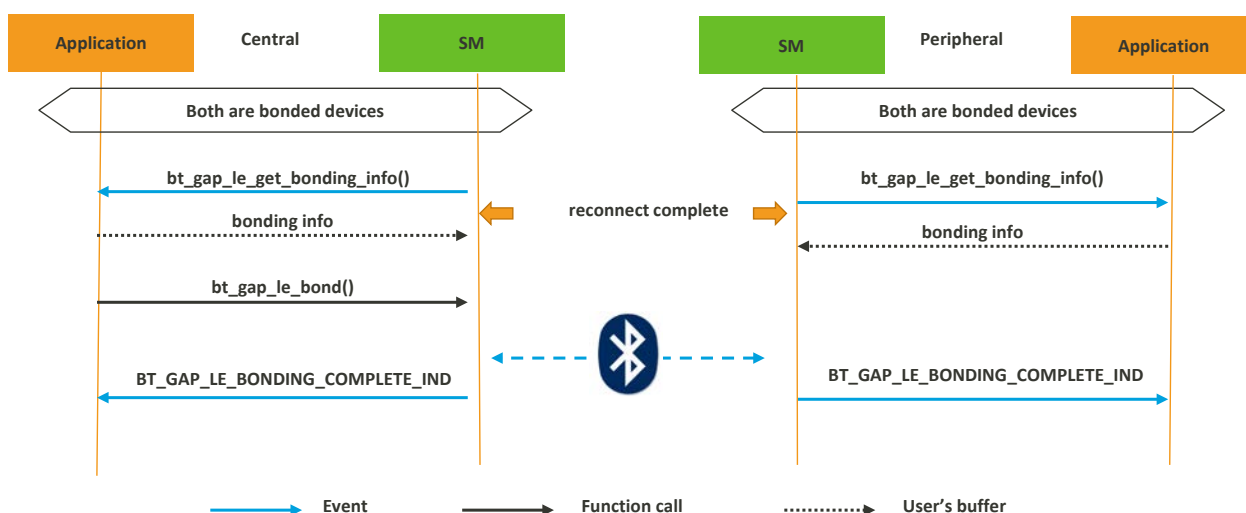 Application
Central
SM
SM
Peripheral
Application
Both are bonded devices
Both are bonded devices
bt_gap_le_get_bonding_info()
bt_gap_le_get_bonding_info()
reconnect complete
bonding info
bonding info
bt_gap_le_bond()
BT_GAP_LE_BONDING_COMPLETE_IND
BT_GAP_LE_BONDING_COMPLETE_IND
Event
Function call
User's buffer